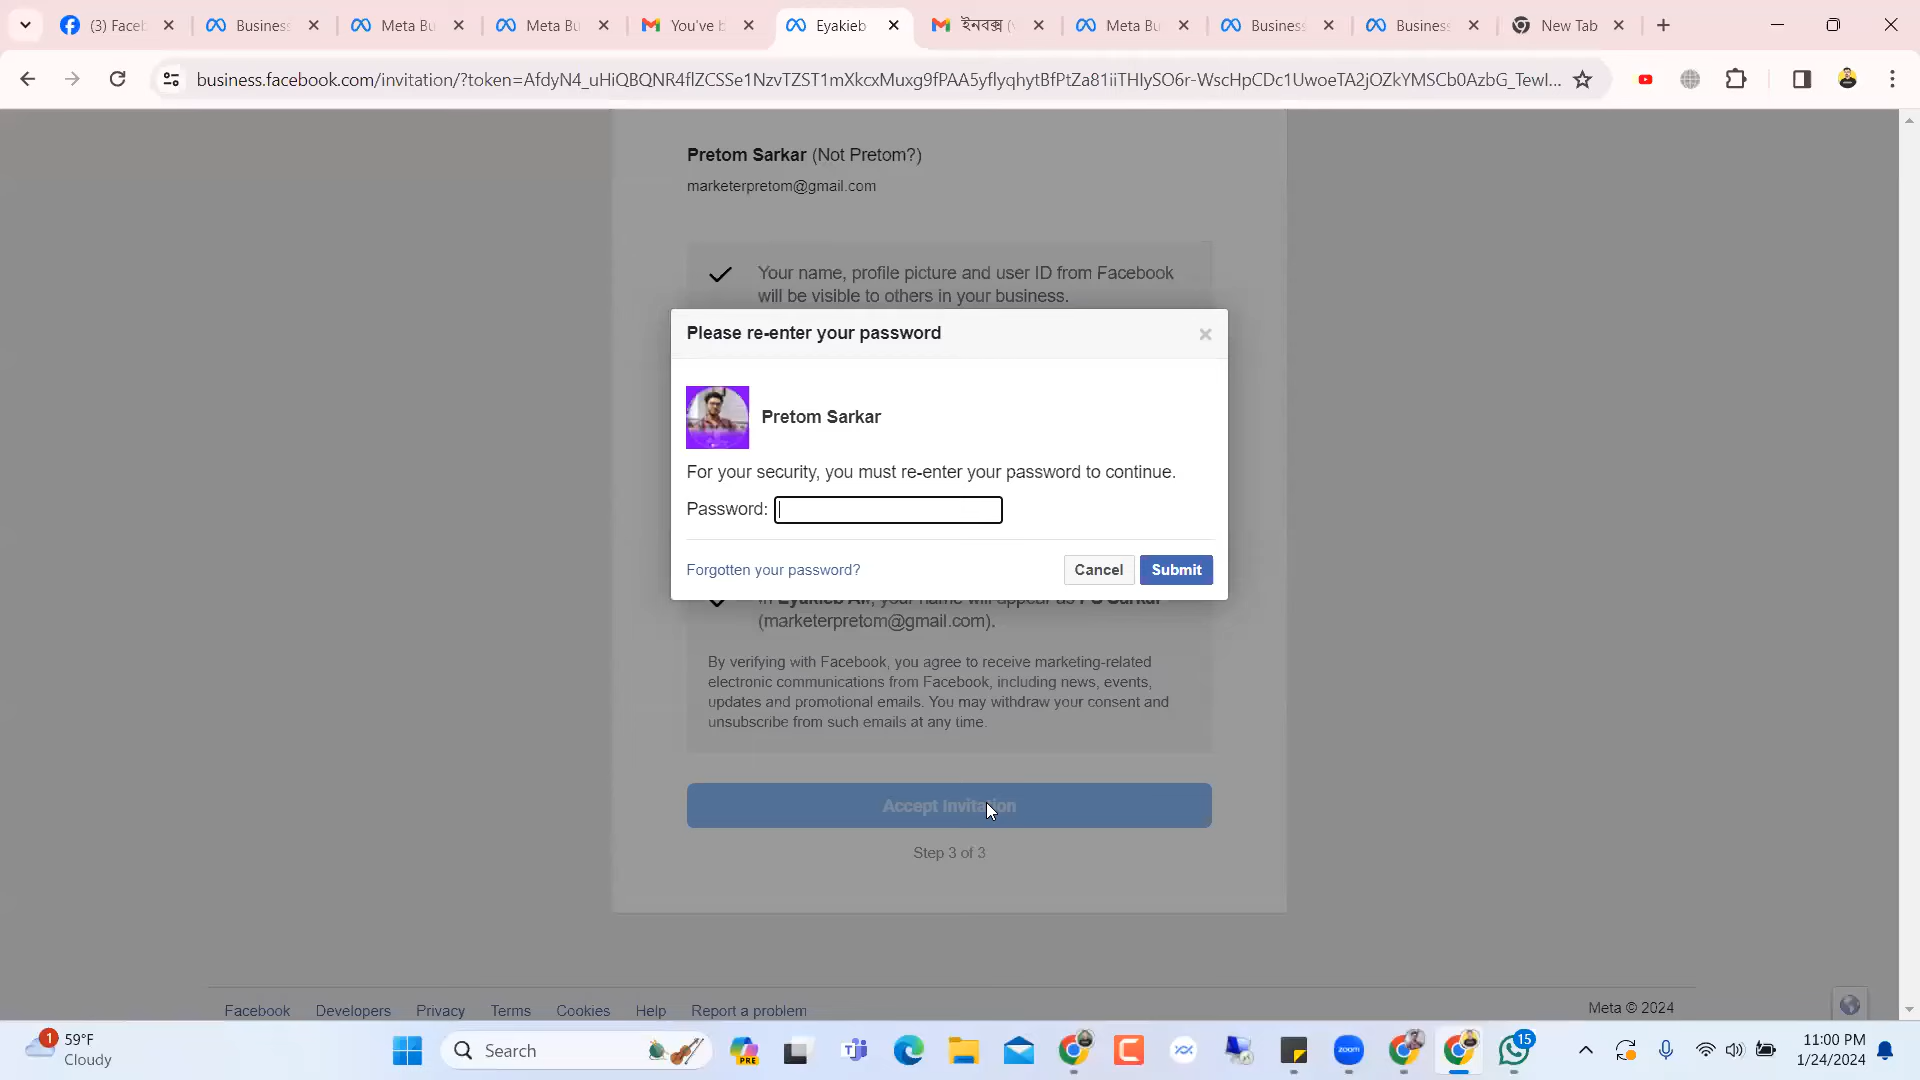 (3) Faceb
Business
Meta Bu
Meta Bu
You've b
Eyakieb
ইনবক্স (
Meta Bu
Business
Business
New Tab
business.facebook.com/invitation/?token=AfdyN4_uHiQBQNR4flZCSSe1NzvTZST1mXkcxMuxg9fPAA5yflyqhytBfPtZa81iiTHIySO6r-WscHpCDc1UwoeTA2jOZkYMSCb0AzbG_TewI...
Pretom Sarkar (Not Pretom?)
marketerpretom@gmail.com
Your name, profile picture and user ID from Facebook
will be visible to others in your business.
Please re-enter your password
Pretom Sarkar
For your security, you must re-enter your password to continue.
Password:
Forgotten your password?
Cancel
Submit
(marketerpretom@gmail.com).
By verifying with Facebook, you agree to receive marketing-related
electronic communications from Facebook, including news, events,
updates and promotional emails. You may withdraw your consent and
unsubscribe from such emails at any time.
Accept Invitation
Step 3 of 3
Facebook Developers Privacy Terms Cookies Help Report a problem
Meta © 2024
1
59°F
Cloudy
Search
PRE
zoom
15
11:00 PM
1/24/2024